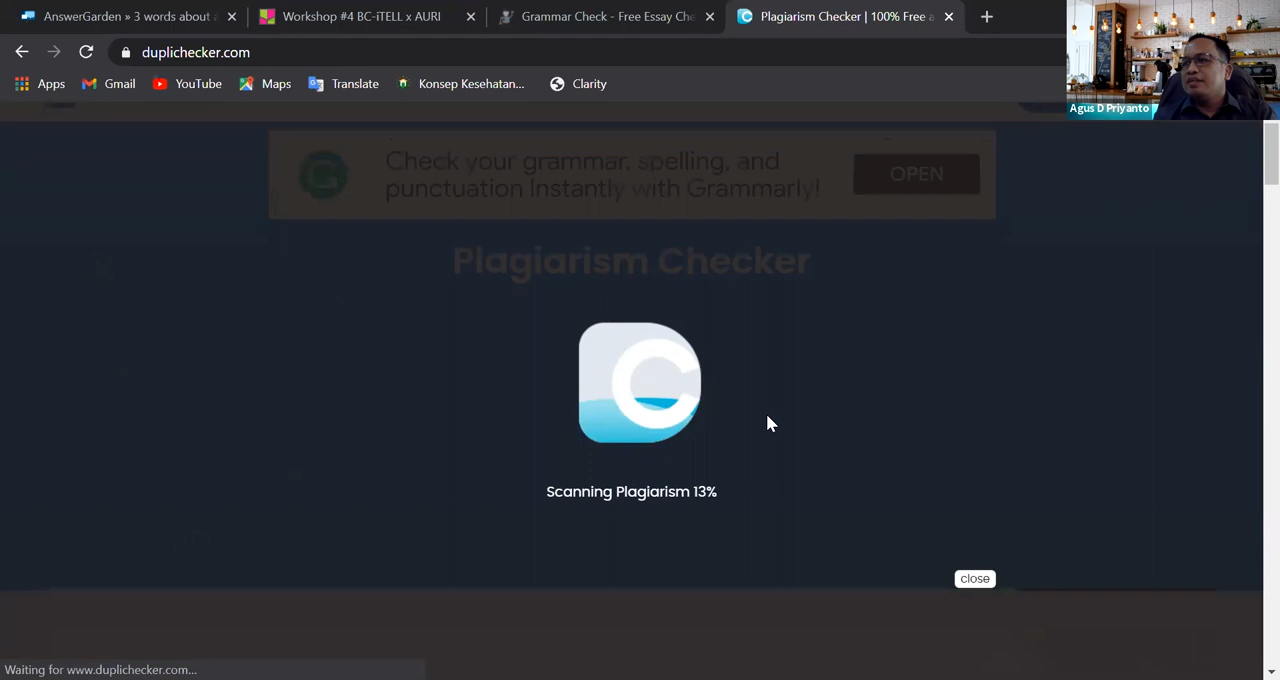 AnswerGarden » 3 words about a
Workshop #4 BC-iTELL x AURI
Grammar Check - Free Essay Che
Plagiarism Checker | 100% Free a
duplichecker.com
Apps
Gmail
YouTube
Maps
Translate
Konsep Kesehatan...
Clarity
Agus D Priyanto
Check your grammar, spelling, and
punctuation Instantly with Grammarly!
OPEN
Plagiarism Checker
Scanning Plagiarism 13%
close
Waiting for www.duplichecker.com...